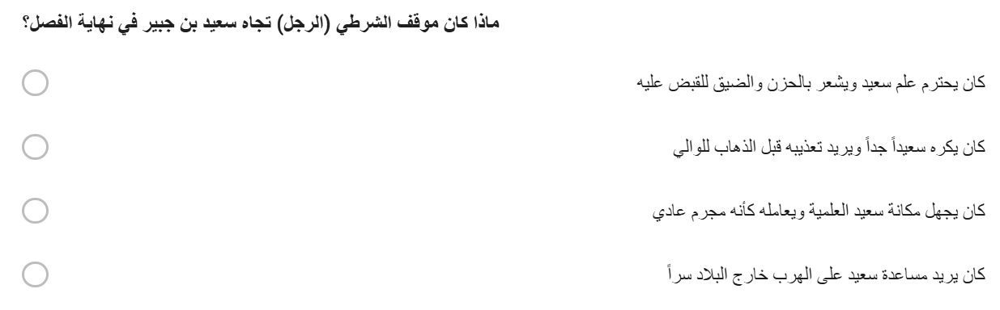 ماذا كان موقف الشرطي (الرجل) تجاه سعيد بن جبير في نهاية الفصل؟
كان يحترم علم سعيد ويشعر بالحزن والضيق للقبض عليه
كان يكره سعيداً جداً ويريد تعذيبه قبل الذهاب للوالي
كان يجهل مكانة سعيد العلمية ويعامله كأنه مجرم عادي
كان يريد مساعدة سعيد على الهرب خارج البلاد سراً